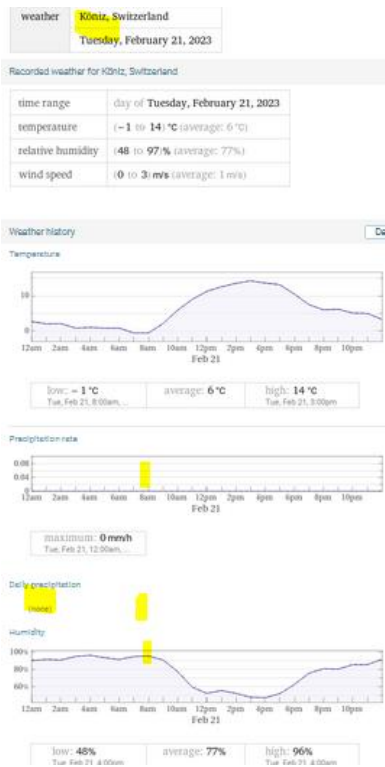 weather
Köniz, Switzerland
Tuesday, February 21, 2023
Recorded weather for Köniz, Switzerland
time range day of Tuesday, February 21, 2023
temperature (−1 to 14) °C (average: 6 °C)
relative humidity (48 to 97)% (average: 77%)
wind speed (0 to 3) m/s (average: 1 m/s)
Weather history
De
Temperature
10
0
12am 2am 4am 6am 8am 10am 12pm 2pm 4pm 6pm 8pm 10pm
Feb 21
low: −1 °C average: 6 °C high: 14 °C
Tue, Feb 21, 8:00am, ... Tue, Feb 21, 3:00pm
Precipitation rate
0.08
0.04
0
12am 2am 4am 6am 8am 10am 12pm 2pm 4pm 6pm 8pm 10pm
Feb 21
maximum: 0 mm/h
Tue, Feb 21, 12:00am, ...
Daily precipitation
(none)
Humidity
100%
80%
60%
12am 2am 4am 6am 8am 10am 12pm 2pm 4pm 6pm 8pm 10pm
Feb 21
low: 48% average: 77% high: 96%
Tue, Feb 21, 4:00pm Tue, Feb 21, 4:00am